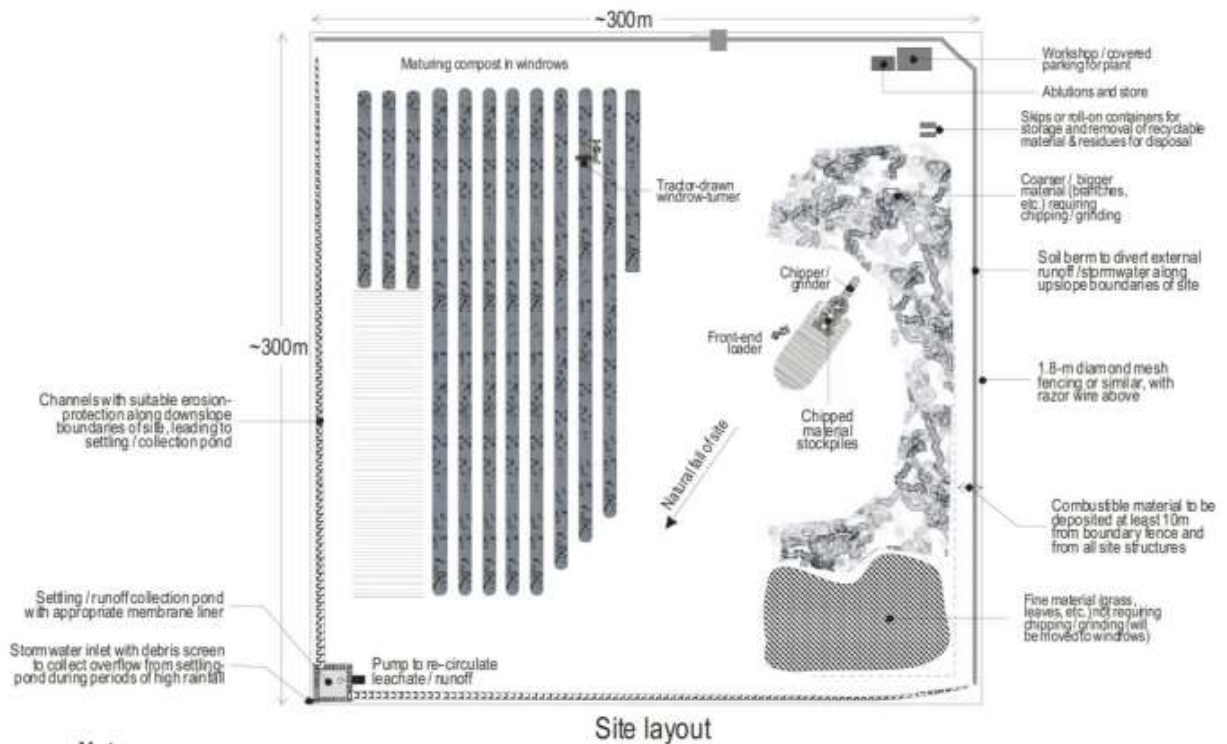 ~300m
Maturing compost in windrows
Workshop / covered
parking for plant
Ablutions and store
Skips or roll-on containers for
storage and removal of recyclable
material & residues for disposal
Tractor-drawn
windrow-turner
Coarser / bigger
material (branches,
etc.) requiring
chipping / grinding
Chipper/
grinder
Soil berm to divert external
runoff /stormwater along
upslope boundaries of site
Front-end
loader
~300m
1.8-m diamond mesh
fencing or similar, with
razor wire above
Channels with suitable erosion-
protection along downslope
boundaries of site, leading to
settling / collection pond
Chipped
material
stockpiles
Natural fall of site
Combustible material to be
deposited at least 10m
from boundary fence and
from all site structures
Settling / runoff collection pond
with appropriate membrane liner
Fine material (grass,
leaves, etc.) not requiring
chipping / grinding (will
be moved to windrows)
Stormwater inlet with debris screen
to collect overflow from settling-
pond during periods of high rainfall
Pump to re-circulate
leachate / runoff
Site layout